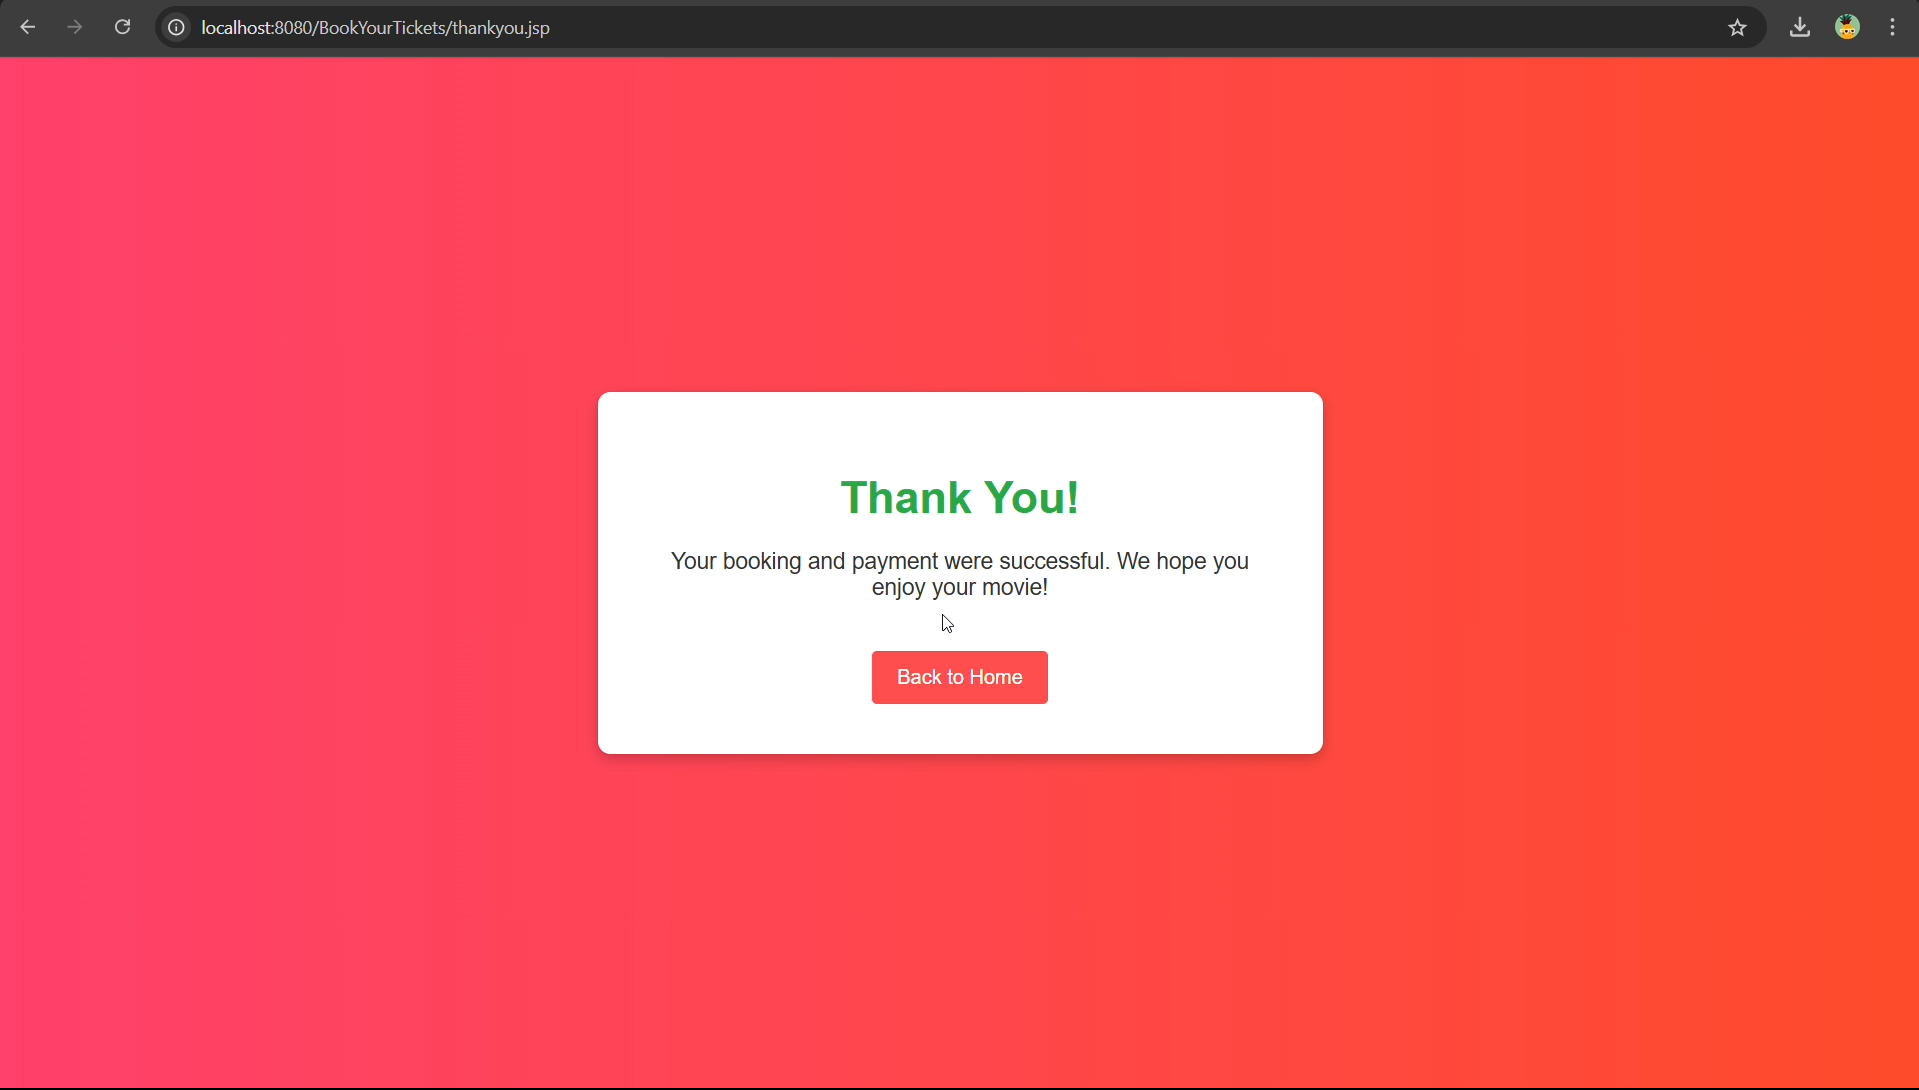 localhost:8080/BookYourTickets/thankyou.jsp
Thank You!
Your booking and payment were successful. We hope you
enjoy your movie!
Back to Home